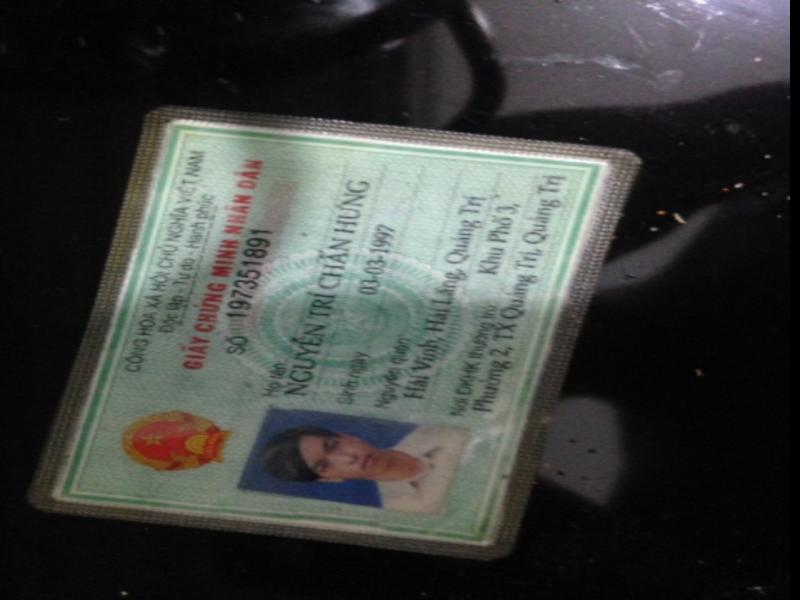 CỘNG HÒA XÃ HỘI CHỦ NGHĨA VIỆT NAM
Độc lập - Tự do - Hạnh phúc
GIẤY CHỨNG MINH NHÂN DÂN
SỐ 197351891
Họ tên
NGUYỄN TRÍ CHẤN HƯNG
Sinh ngày 03-03-1997
Nguyên quán
Hải Vĩnh, Hải Lăng, Quảng Trị
Nơi ĐKHK thường trú Khu Phố 3,
Phường 2, TX Quảng Trị, Quảng Trị